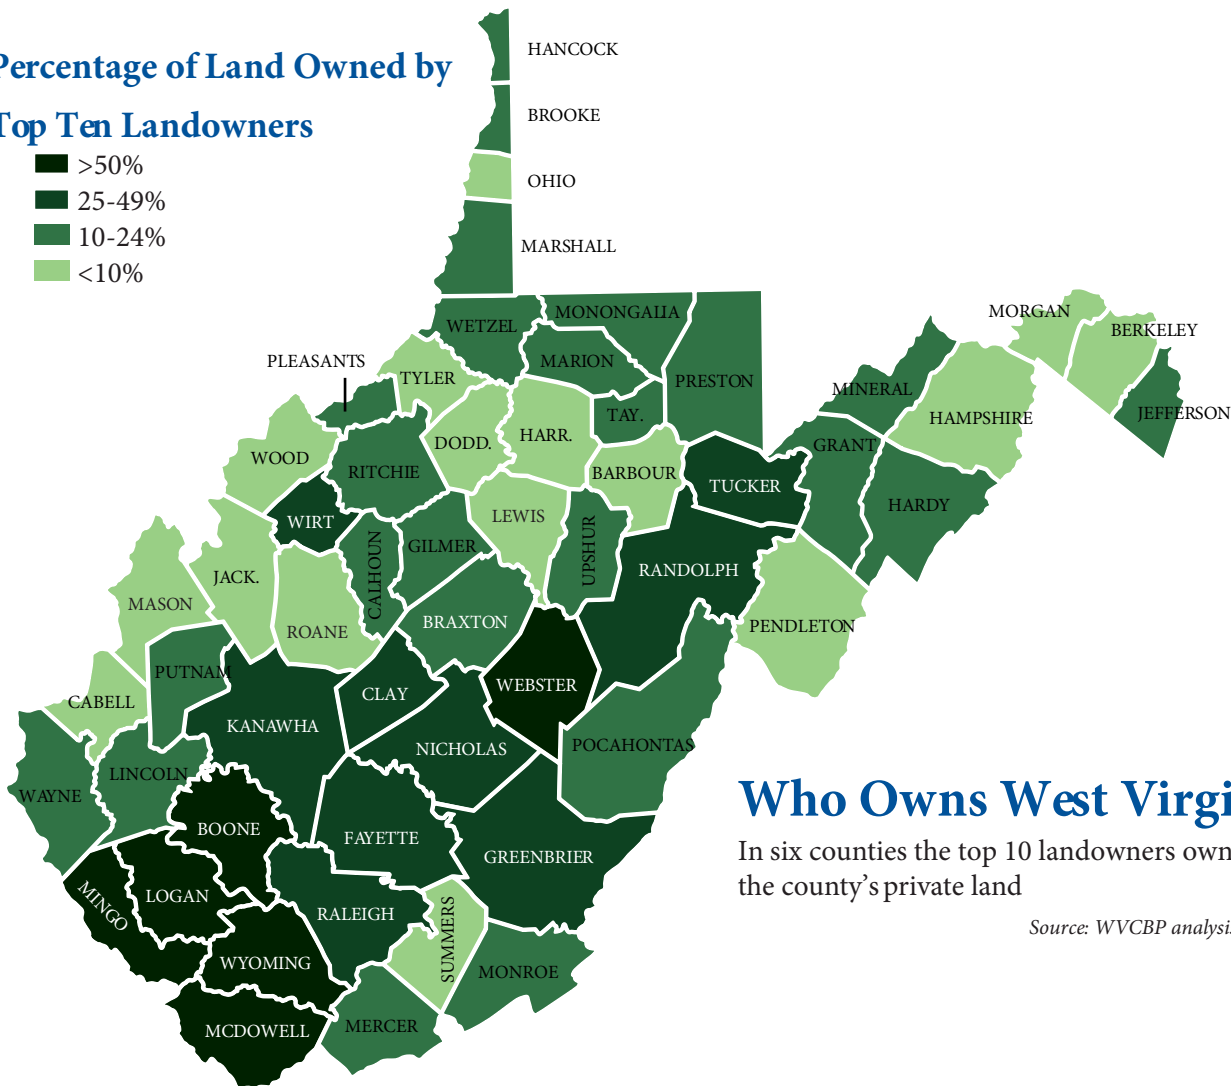 Percentage of Land Owned by
Top Ten Landowners
>50%
25-49%
10-24%
<10%
HANCOCK
BROOKE
OHIO
MARSHALL
WETZEL
MONONGALIA
MORGAN
BERKELEY
PLEASANTS
TYLER
MARION
PRESTON
MINERAL
HAMPSHIRE
JEFFERSON
TAY.
DODD.
HARR.
GRANT
WOOD
RITCHIE
BARBOUR
TUCKER
HARDY
WIRT
LEWIS
GILMER
CALHOUN
UPSHUR
RANDOLPH
JACK.
MASON
ROANE
BRAXTON
PENDLETON
PUTNAM
CABELL
CLAY
WEBSTER
KANAWHA
NICHOLAS
POCAHONTAS
LINCOLN
WAYNE
BOONE
FAYETTE
GREENBRIER
MINGO
LOGAN
RALEIGH
SUMMERS
WYOMING
MONROE
MCDOWELL
MERCER
Who Owns West Virgi
In six counties the top 10 landowners own
the county's private land
Source: WVCBP analysis